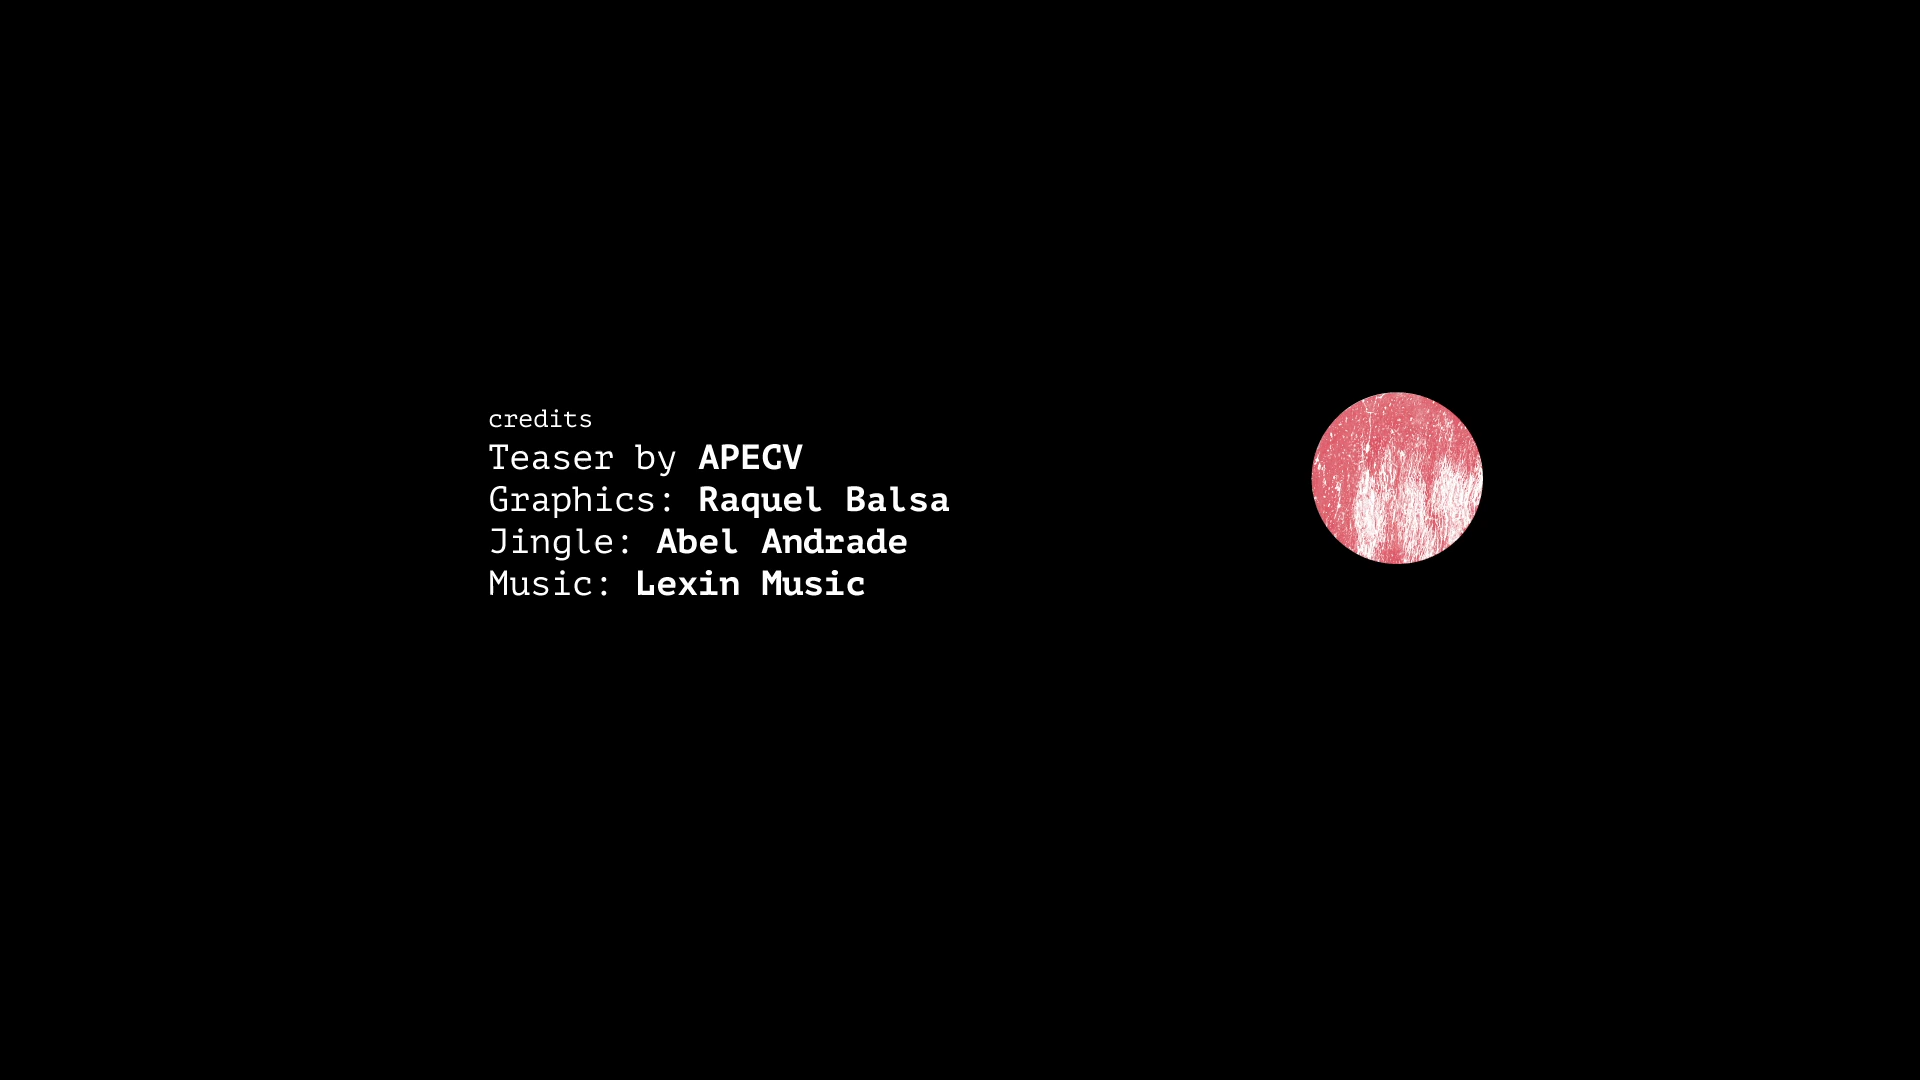 credits
Teaser by APECV
Graphics: Raquel Balsa
Jingle: Abel Andrade
Music: Lexin Music